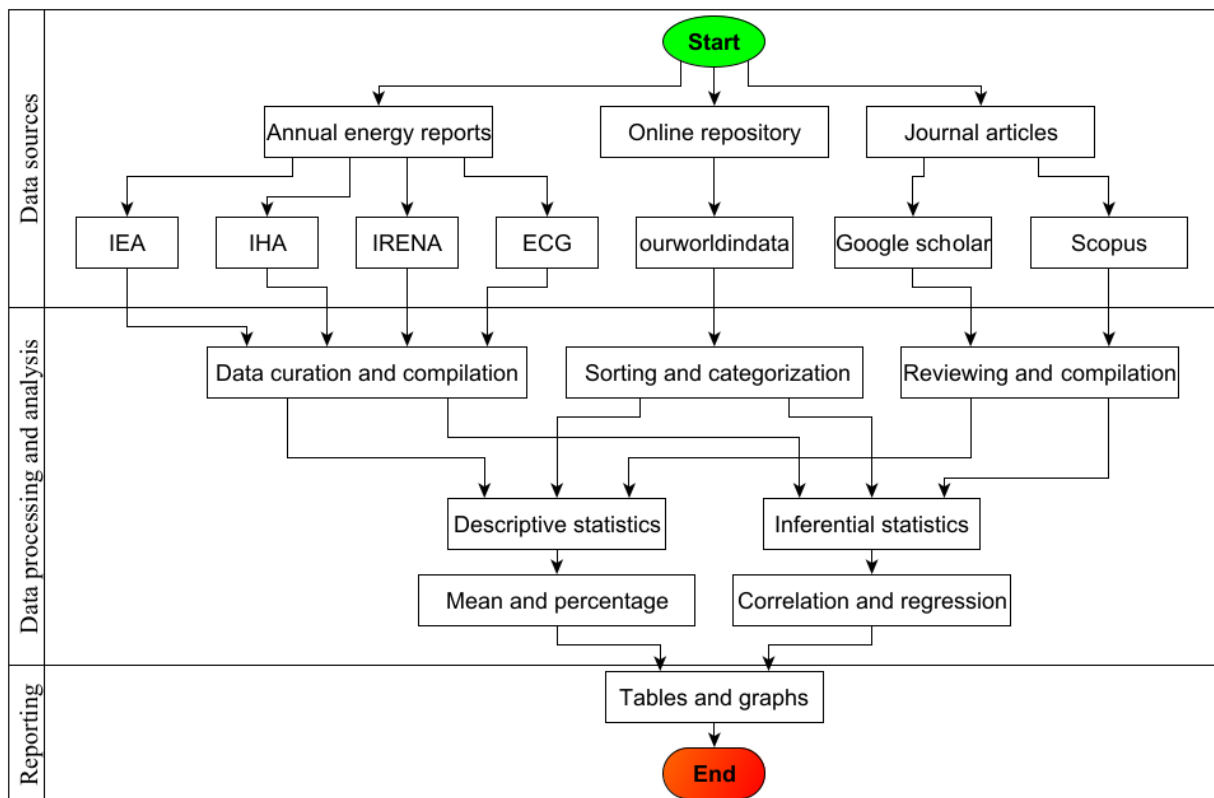 Start
Data sources
Annual energy reports
Online repository
Journal articles
IEA
IHA
IRENA
ECG
ourworldindata
Google scholar
Scopus
Data processing and analysis
Data curation and compilation
Sorting and categorization
Reviewing and compilation
Descriptive statistics
Inferential statistics
Mean and percentage
Correlation and regression
Reporting
Tables and graphs
End